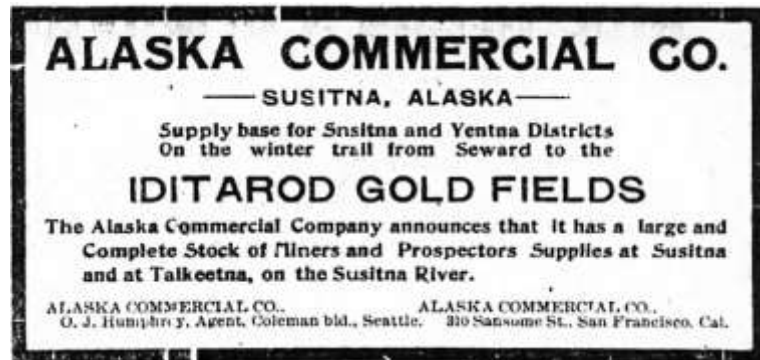 ALASKA COMMERCIAL CO.
SUSITNA, ALASKA
Supply base for Snsitna and Yentna Districts
On the winter trail from Seward to the
IDITAROD GOLD FIELDS
The Alaska Commercial Company announces that it has a large and
Complete Stock of Miners and Prospectors Supplies at Susitna
and at Talkeetna, on the Susitna River.
ALASKA COMMERCIAL CO., ALASKA COMMERCIAL CO.,
O. J. Humphrey, Agent, Coleman bld., Seattle. 310 Sansome St., San Francisco, Cal.